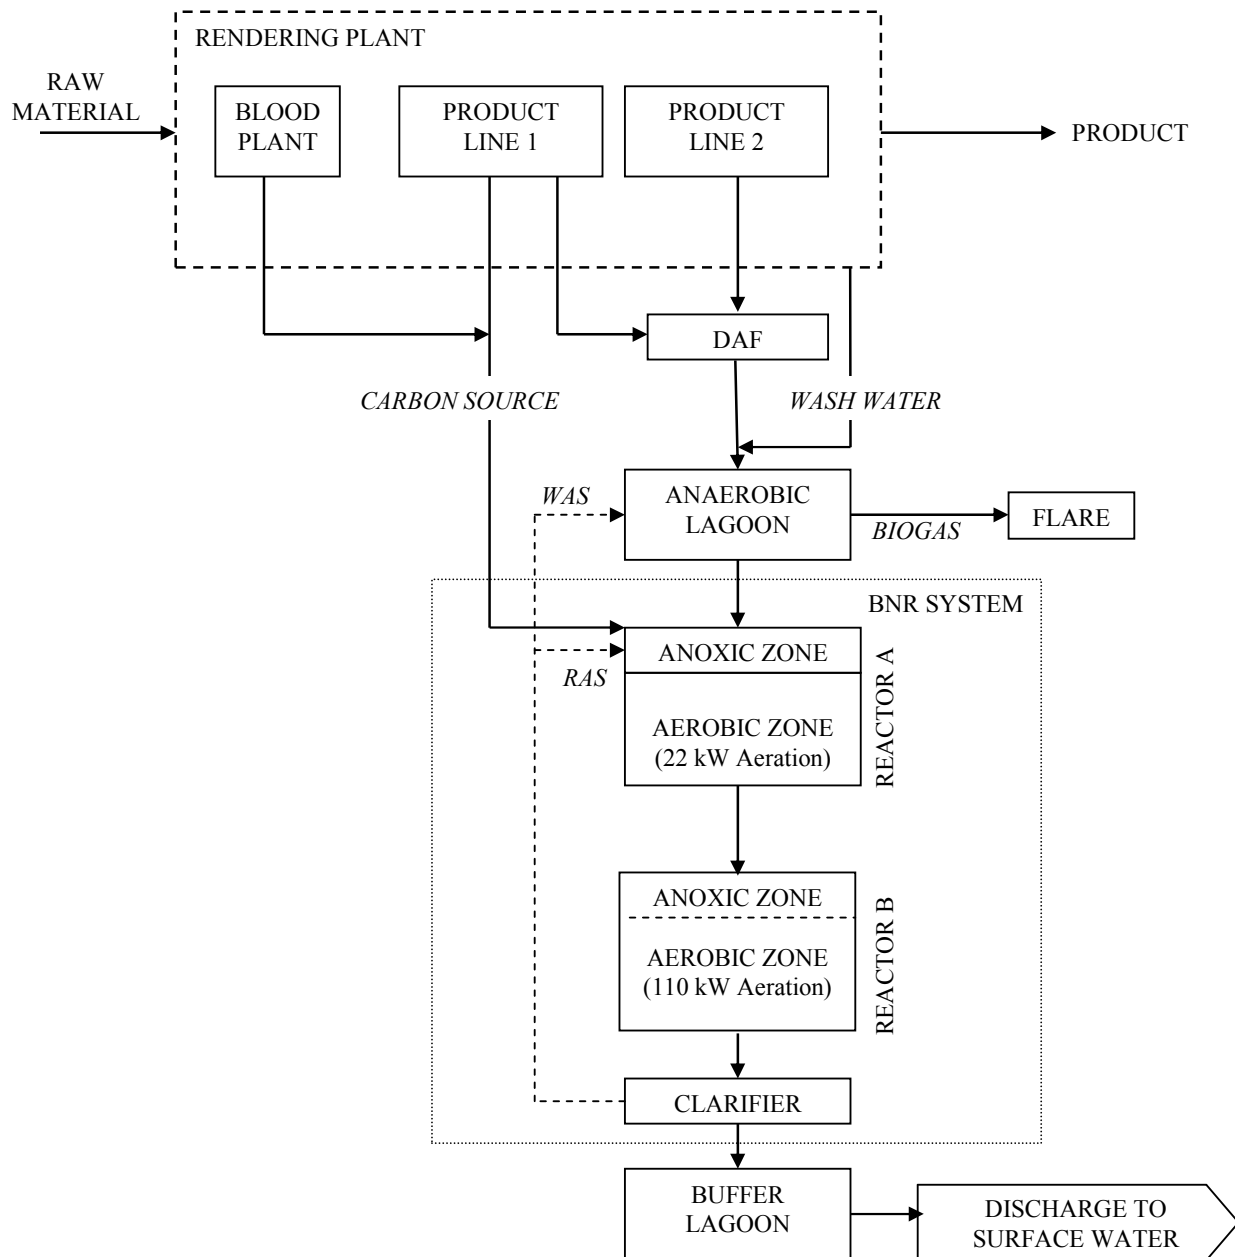 RENDERING PLANT
RAW
MATERIAL
BLOOD
PLANT
PRODUCT
LINE 1
PRODUCT
LINE 2
PRODUCT
DAF
CARBON SOURCE
WASH WATER
WAS
ANAEROBIC
LAGOON
BIOGAS
FLARE
BNR SYSTEM
ANOXIC ZONE
RAS
AEROBIC ZONE
(22 kW Aeration)
REACTOR A
ANOXIC ZONE
AEROBIC ZONE
(110 kW Aeration)
REACTOR B
CLARIFIER
BUFFER
LAGOON
DISCHARGE TO
SURFACE WATER